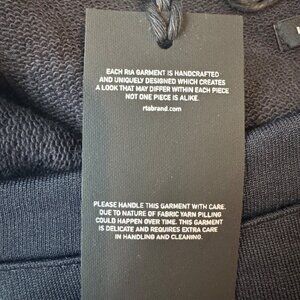 EACH RtA GARMENT IS HANDCRAFTED
AND UNIQUELY DESIGNED WHICH CREATES
A LOOK THAT MAY DIFFER WITHIN EACH PIECE
NOT ONE PIECE IS ALIKE.
rtabrand.com
PLEASE HANDLE THIS GARMENT WITH CARE.
DUE TO NATURE OF FABRIC YARN PILLING
COULD HAPPEN OVER TIME. THIS GARMENT
IS DELICATE AND REQUIRES EXTRA CARE
IN HANDLING AND CLEANING.